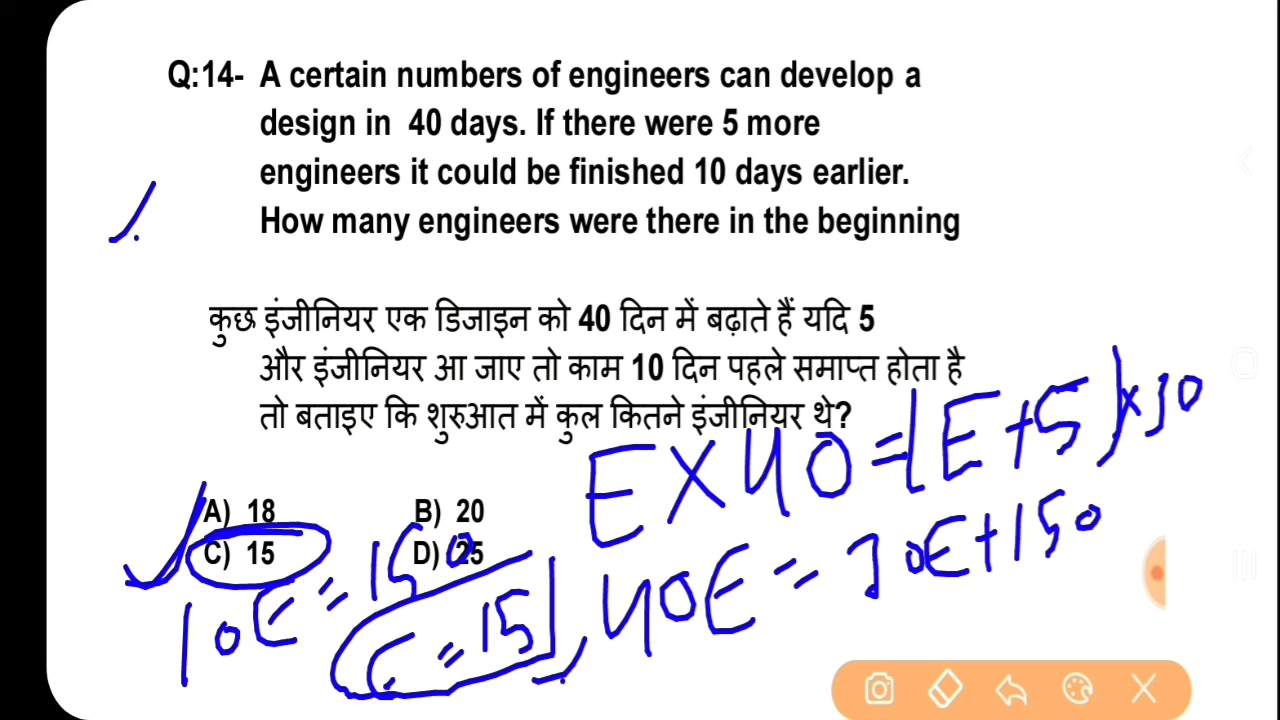 Q:14- A certain numbers of engineers can develop a
design in 40 days. If there were 5 more
engineers it could be finished 10 days earlier.
How many engineers were there in the beginning
कुछ इंजीनियर एक डिजाइन को 40 दिन में बढ़ाते हैं यदि 5
और इंजीनियर आ जाए तो काम 10 दिन पहले समाप्त होता है
तो बताइए कि शुरुआत में कुल कितने इंजीनियर थे?
E X 40 = (E + 5) x 30
A) 18 B) 20
C) 15 D) 25
40E = 30E + 150
10E = 150
E = 15